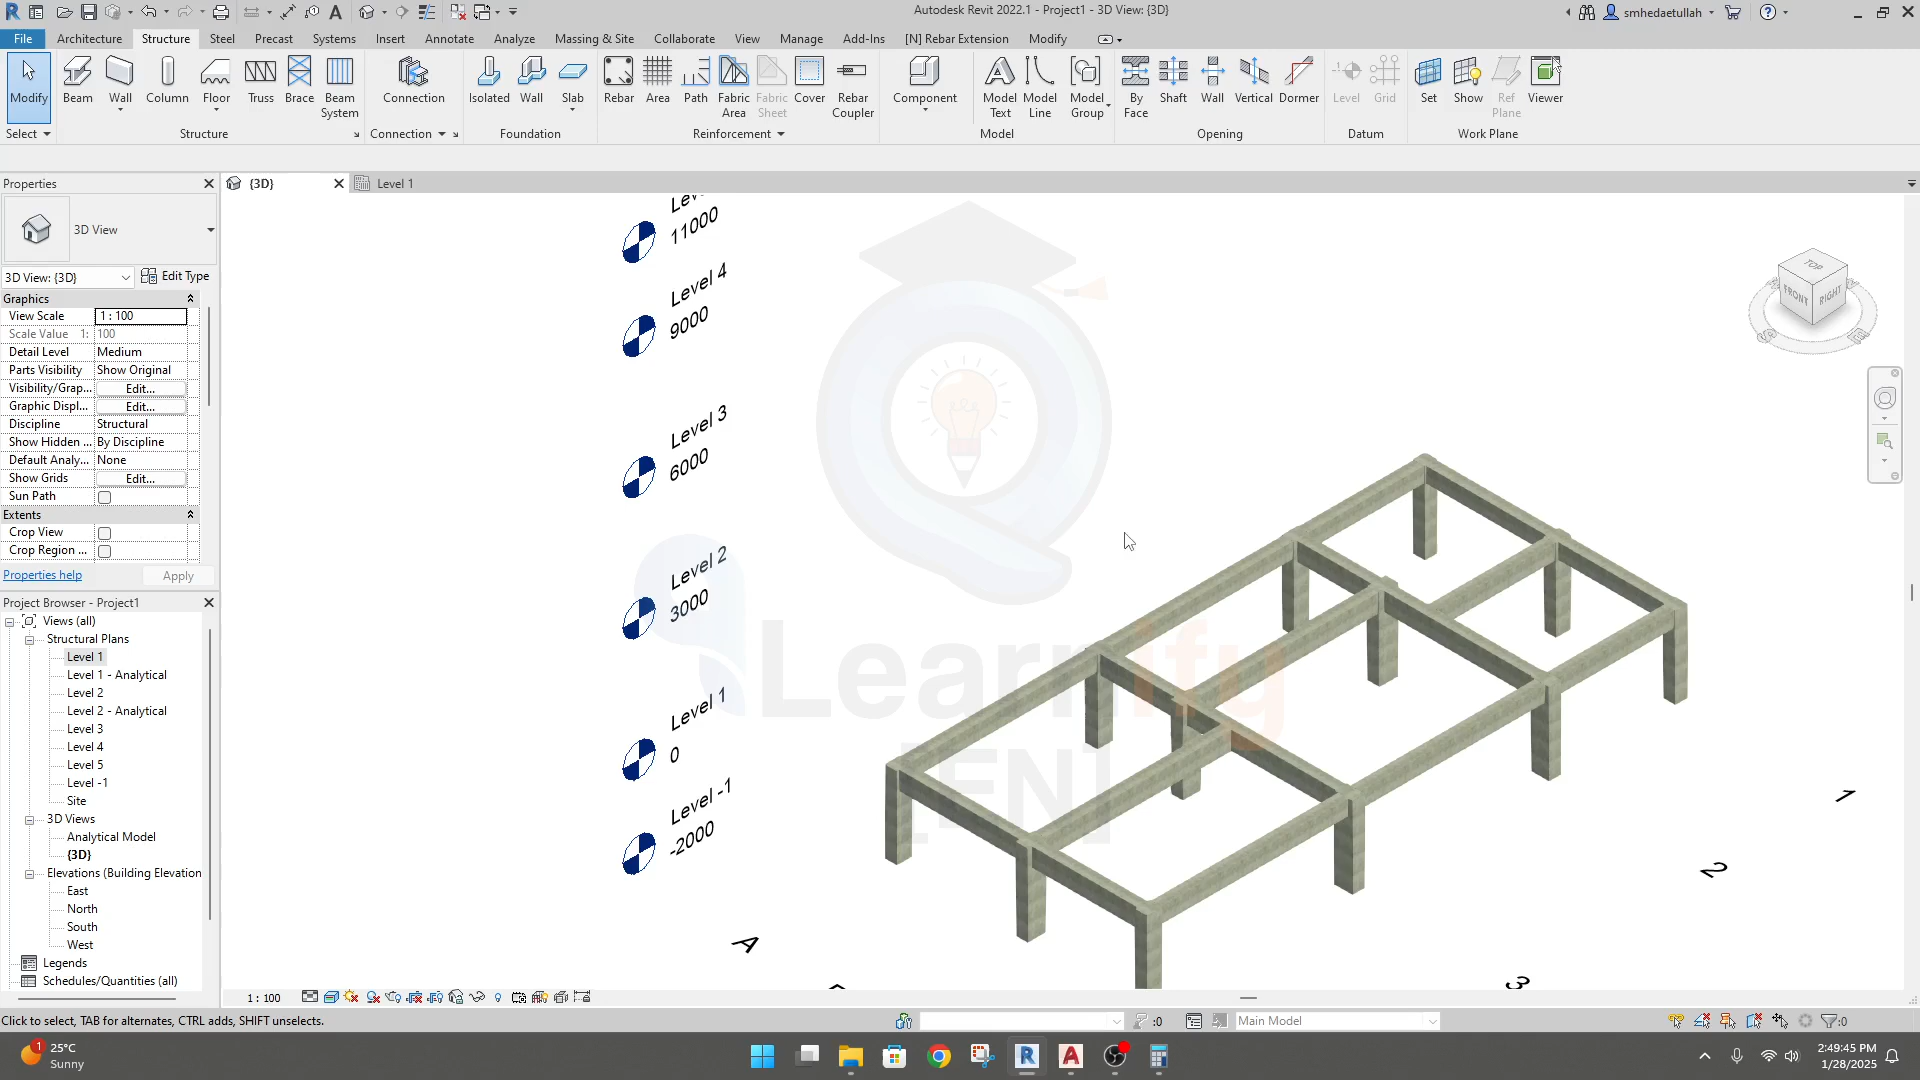 Autodesk Revit 2022.1 - Project1 - 3D View: {3D}
smhedaetullah
File Architecture Structure Steel Precast Systems Insert Annotate Analyze Massing & Site Collaborate View Manage Add-Ins [N] Rebar Extension Modify
Modify Beam Wall Column Floor Truss Brace Beam System Connection Isolated Wall Slab Rebar Area Path Fabric Area Fabric Sheet Cover Rebar Coupler Component Model Text Model Line Model Group By Face Shaft Wall Vertical Dormer Level Grid Set Show Ref Plane Viewer
Select Structure Connection Foundation Reinforcement Model Opening Datum Work Plane
Properties
{3D} Level 1
3D View
3D View: {3D} Edit Type
Graphics
View Scale 1 : 100
Scale Value 1: 100
Detail Level Medium
Parts Visibility Show Original
Visibility/Grap... Edit...
Graphic Displ... Edit...
Discipline Structural
Show Hidden ... By Discipline
Default Analy... None
Show Grids Edit...
Sun Path
Extents
Crop View
Crop Region ...
Properties help Apply
Project Browser - Project1
Views (all)
Structural Plans
Level 1
Level 1 - Analytical
Level 2
Level 2 - Analytical
Level 3
Level 4
Level 5
Level -1
Site
3D Views
Analytical Model
{3D}
Elevations (Building Elevation
East
North
South
West
Legends
Schedules/Quantities (all)
11000
Level 4
9000
Level 3
6000
Level 2
3000
Level 1
0
Level -1
-2000
TOP
FRONT RIGHT
Learnify
[EN]
1
2
3
A
1 : 100
Click to select, TAB for alternates, CTRL adds, SHIFT unselects.
:0
Main Model
:0
1
25°C
Sunny
2:49:45 PM
1/28/2025